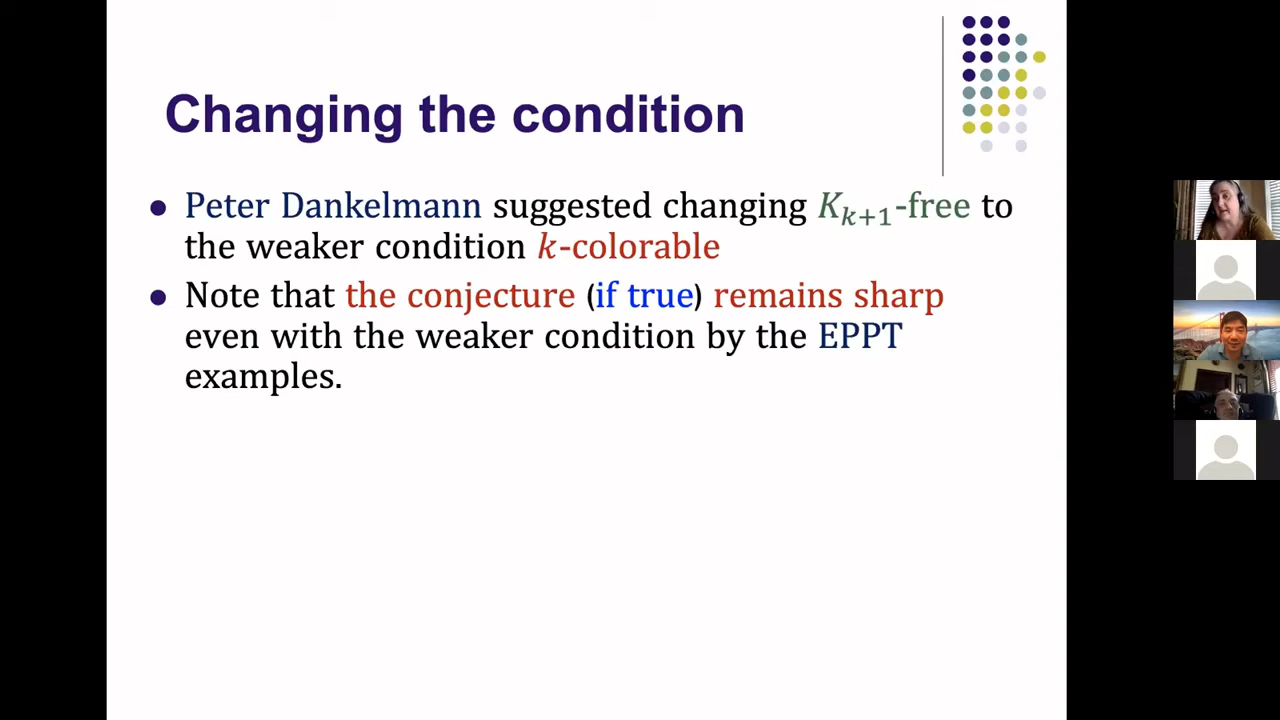 Changing the condition
● Peter Dankelmann suggested changing $K_{k+1}$-free to
the weaker condition $k$-colorable
● Note that the conjecture (if true) remains sharp
even with the weaker condition by the EPPT
examples.